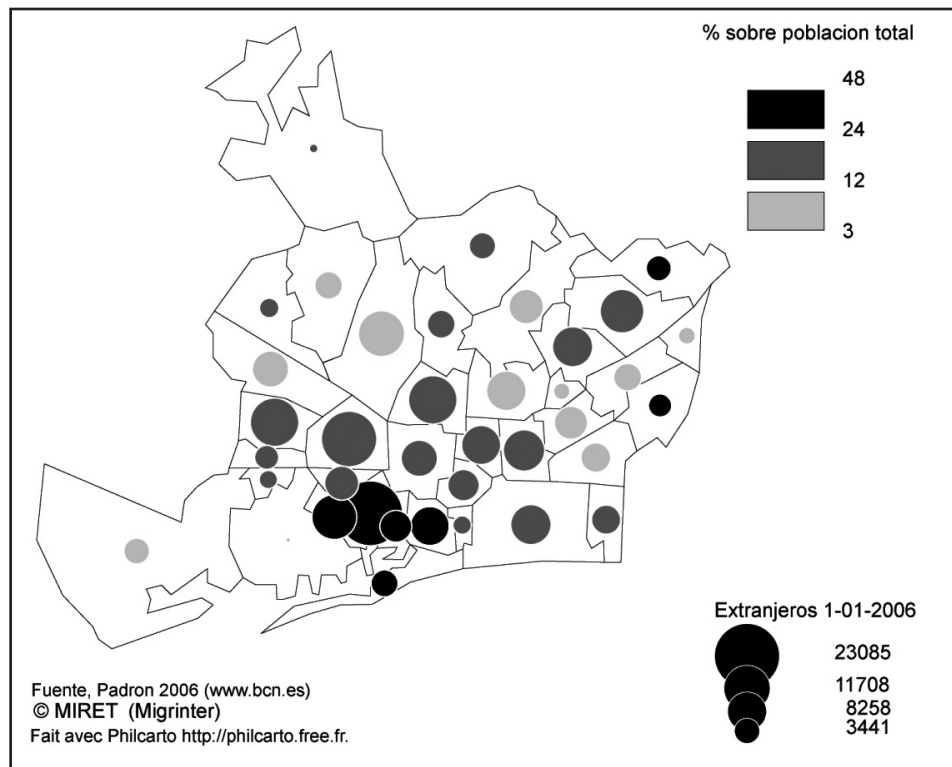 % sobre poblacion total
48
24
12
3
Extranjeros 1-01-2006
23085
11708
8258
3441
Fuente, Padron 2006 (www.bcn.es)
© MIRET (Migrinter)
Fait avec Philcarto http://philcarto.free.fr.